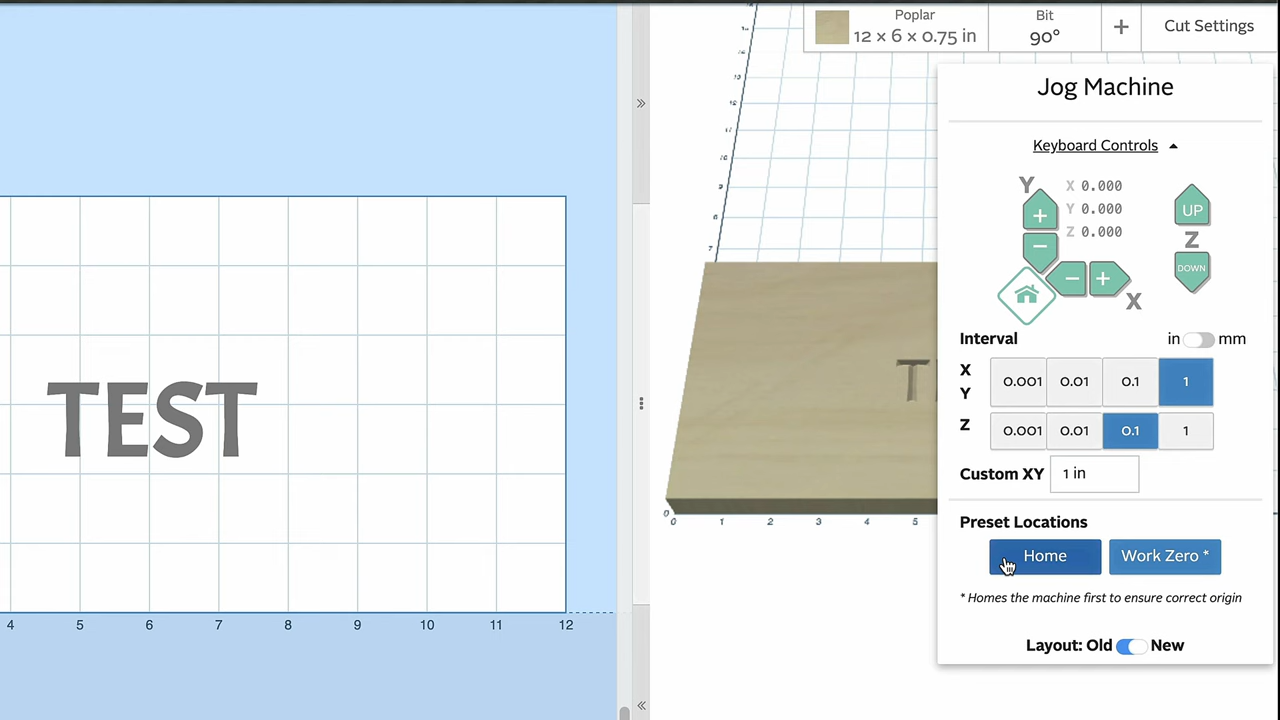 Poplar
12 x 6 x 0.75 in
Bit
90°
+
Cut Settings
Jog Machine
Keyboard Controls
Y
X 0.000
Y 0.000
Z 0.000
+
−
− +
X
UP
Z
DOWN
Interval
in mm
X
Y
0.001 0.01 0.1 1
Z
0.001 0.01 0.1 1
Custom XY 1 in
Preset Locations
Home Work Zero *
* Homes the machine first to ensure correct origin
Layout: Old New
TEST
4 5 6 7 8 9 10 11 12
7
0
0 1 2 3 4 5